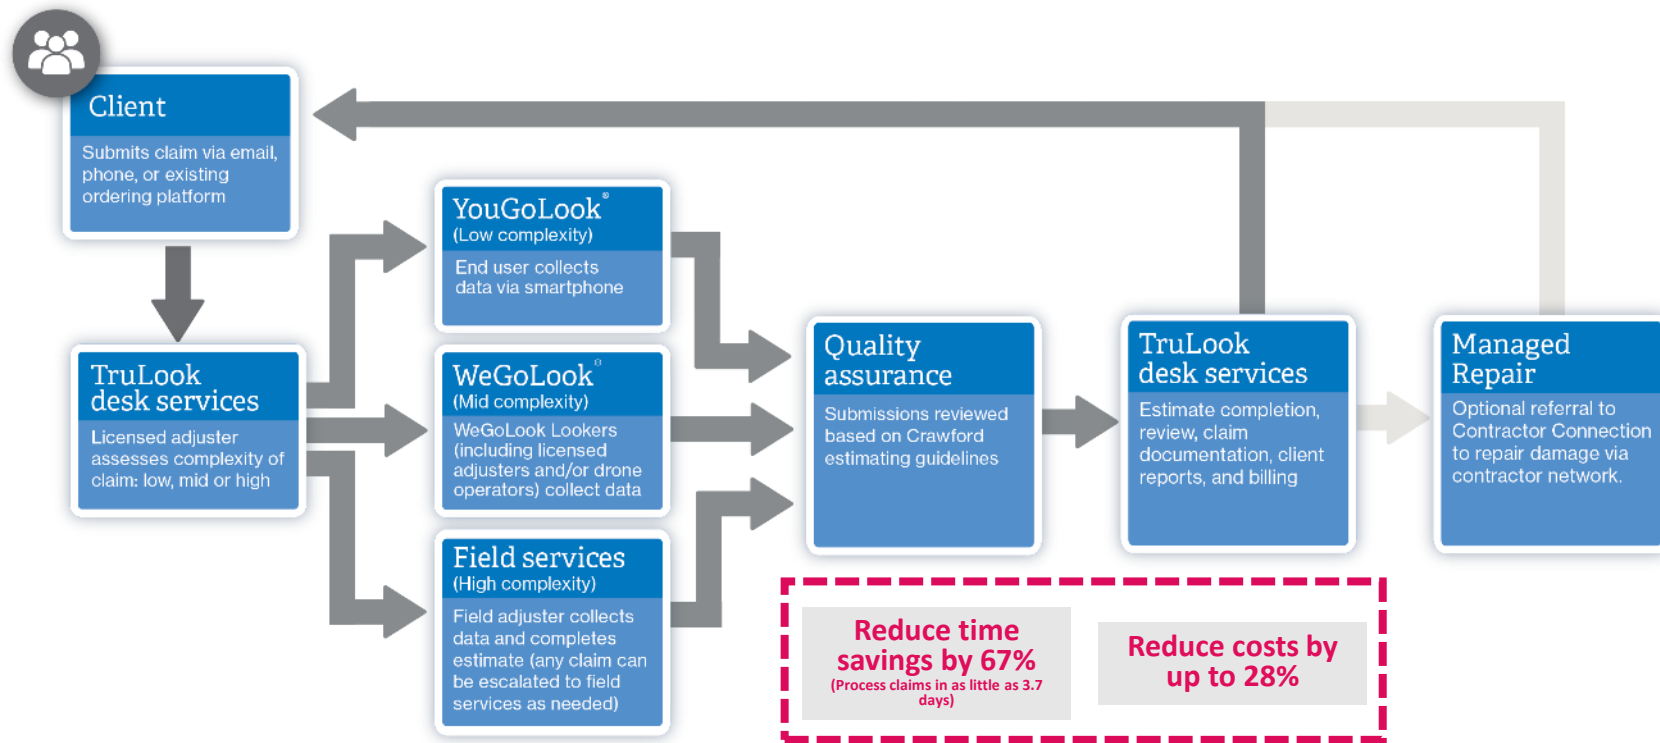 Client
Submits claim via email,
phone, or existing
ordering platform
TruLook
desk services
Licensed adjuster
assesses complexity of
claim: low, mid or high
YouGoLook®
(Low complexity)
End user collects
data via smartphone
WeGoLook®
(Mid complexity)
WeGoLook Lookers
(including licensed
adjusters and/or drone
operators) collect data
Field services
(High complexity)
Field adjuster collects
data and completes
estimate (any claim can
be escalated to field
services as needed)
Quality
assurance
Submissions reviewed
based on Crawford
estimating guidelines
TruLook
desk services
Estimate completion,
review, claim
documentation, client
reports, and billing
Managed
Repair
Optional referral to
Contractor Connection
to repair damage via
contractor network.
Reduce time
savings by 67%
(Process claims in as little as 3.7
days)
Reduce costs by
up to 28%